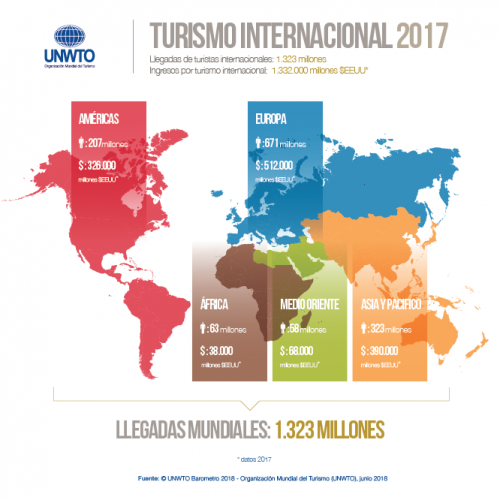 UNWTO
Organización Mundial del Turismo
TURISMO INTERNACIONAL 2017
Llegadas de turistas internacionales: 1.323 millones
Ingresos por turismo internacional: 1.332.000 millones $EEUU*
AMÉRICAS
: 207 millones
$ : 326.000
millones $EEUU*
EUROPA
: 671 millones
$ : 512.000
millones $EEUU*
ÁFRICA
: 63 millones
$ : 38.000
millones $EEUU*
MEDIO ORIENTE
: 58 millones
$ : 68.000
millones $EEUU*
ASIA Y PACIFICO
: 323 millones
$ : 390.000
millones $EEUU*
LLEGADAS MUNDIALES: 1.323 MILLONES
* datos 2017
Fuente: © UNWTO Barometro 2018 - Organización Mundial del Turismo (UNWTO), junio 2018